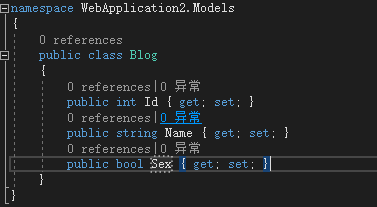 namespace WebApplication2.Models
{
0 references
public class Blog
{
0 references|0 异常
public int Id { get; set; }
0 references|0 异常
public string Name { get; set; }
0 references|0 异常
public bool Sex { get; set; }
}
}